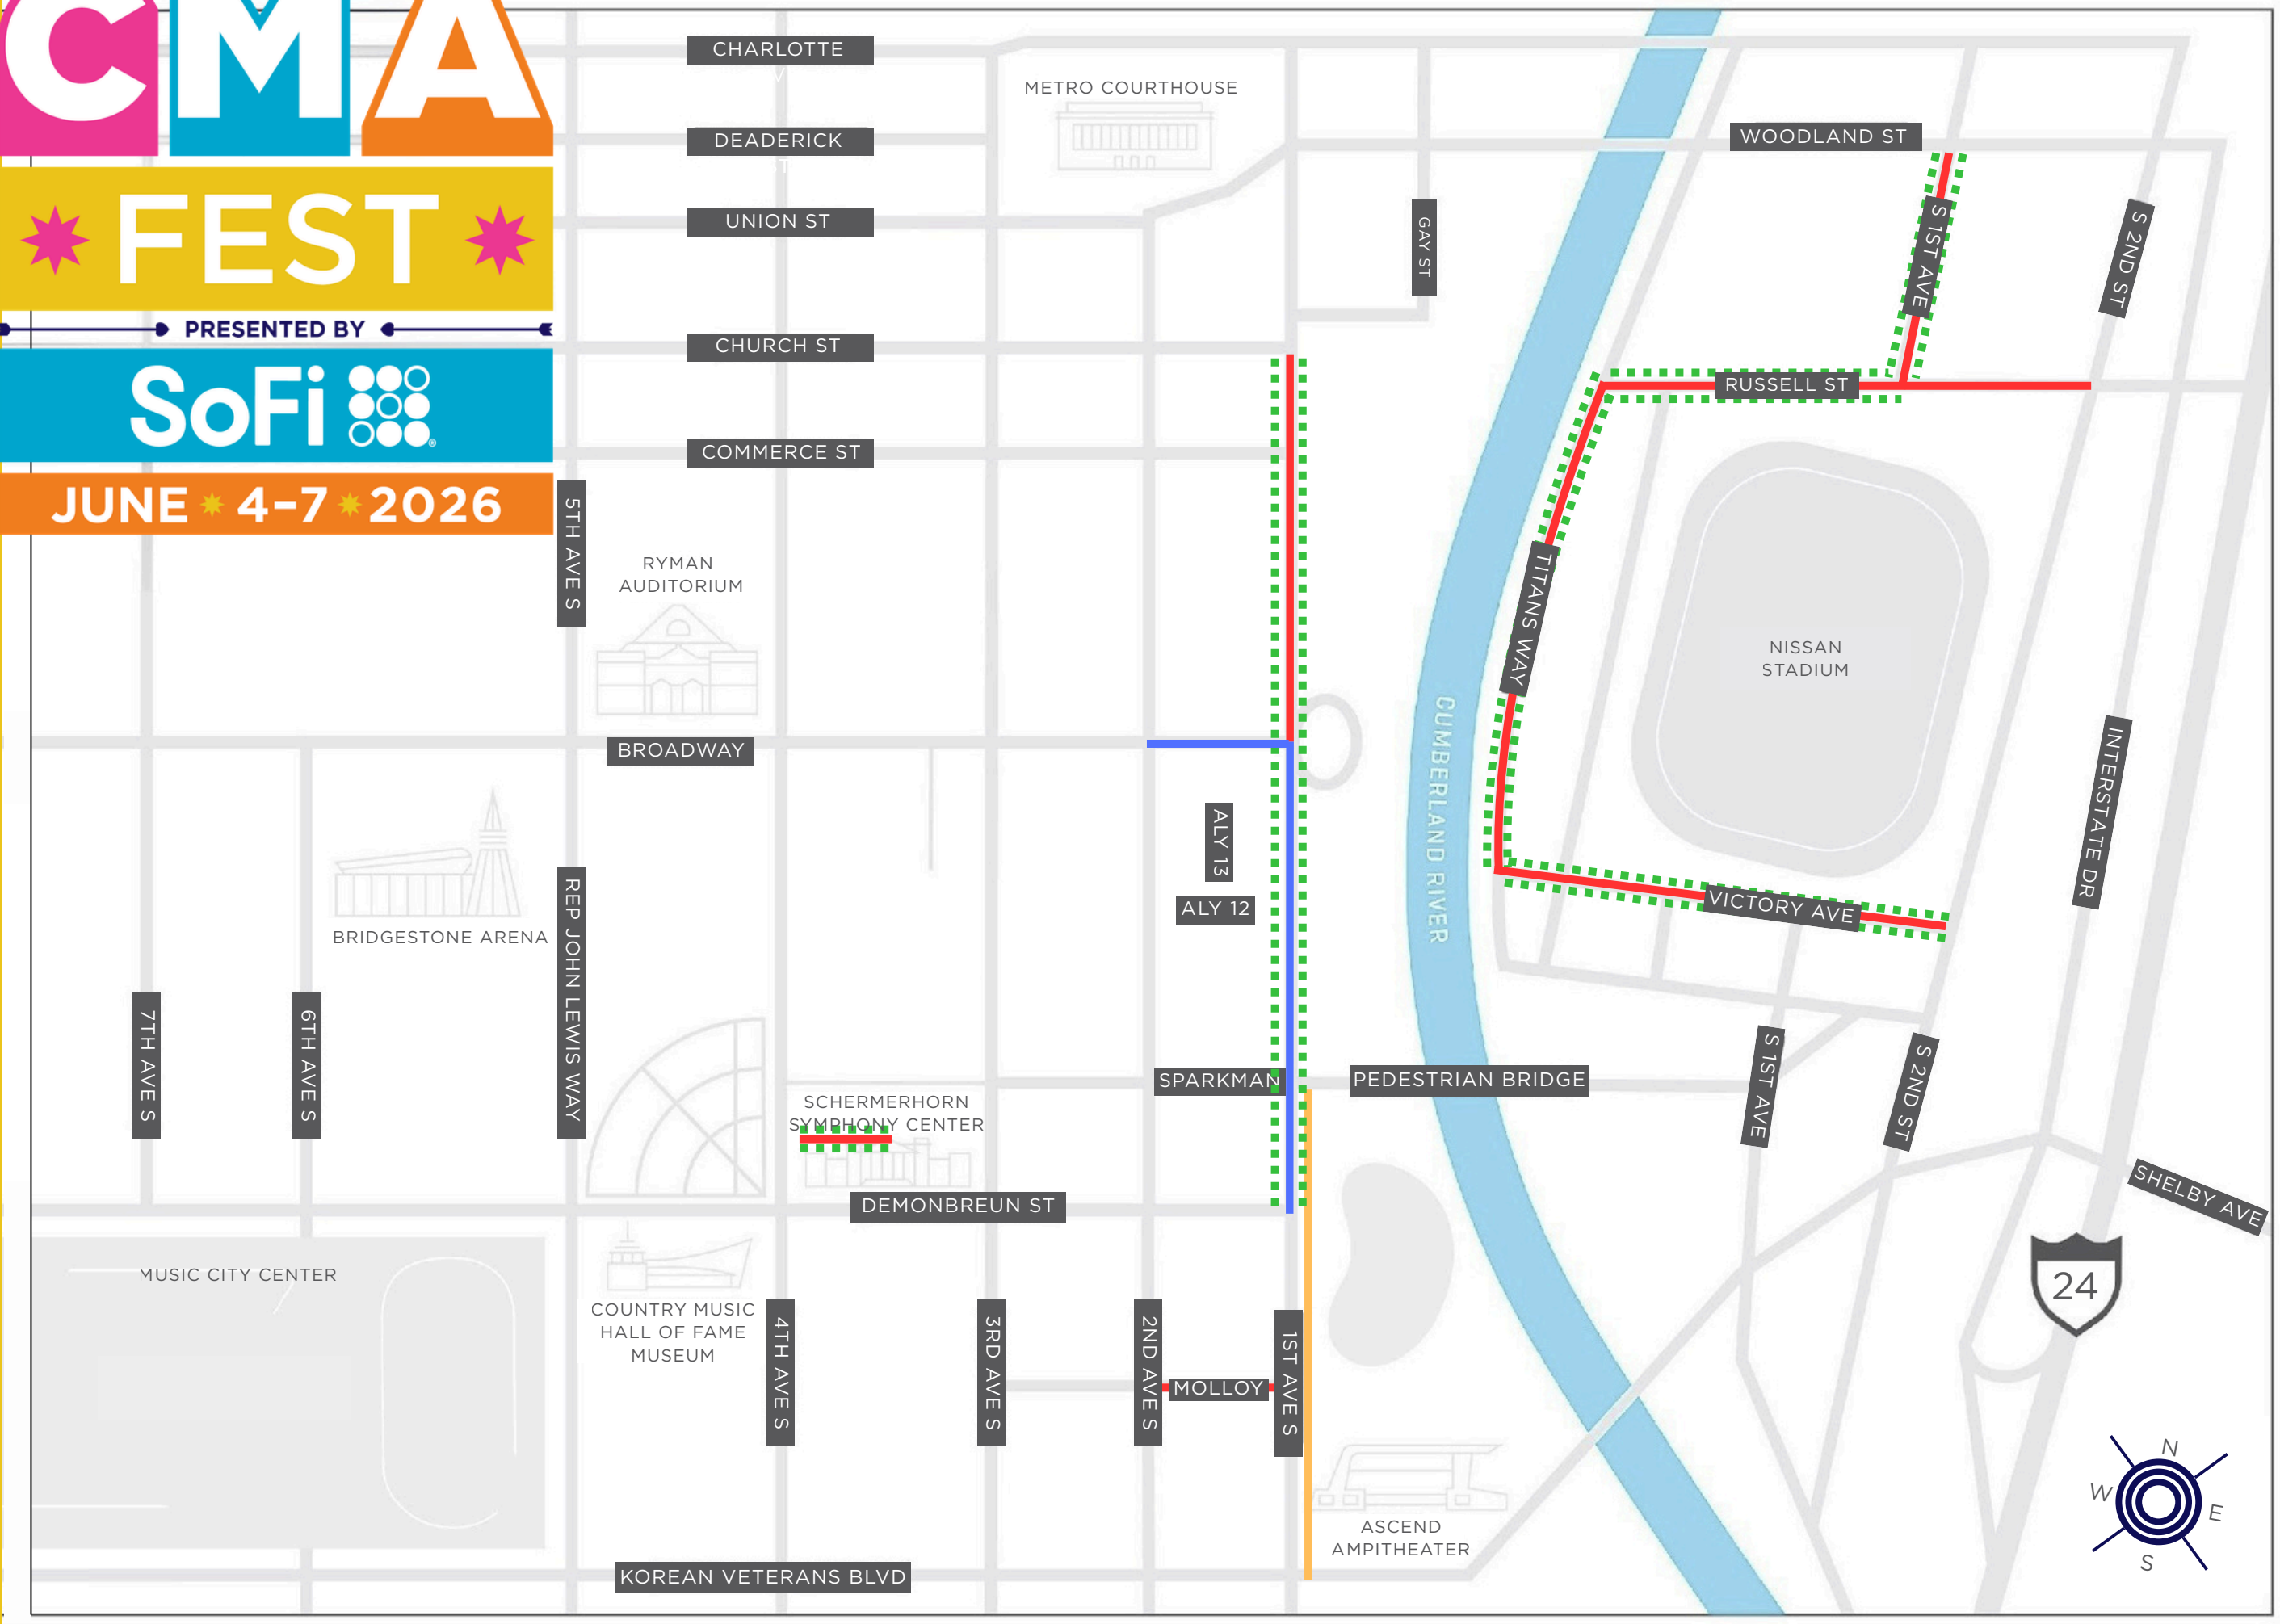 CMA
FEST
PRESENTED BY
SoFi
JUNE 4-7 2026
CHARLOTTE
DEADERICK
UNION ST
CHURCH ST
COMMERCE ST
METRO COURTHOUSE
GAY ST
WOODLAND ST
S 1ST AVE
S 2ND ST
RUSSELL ST
5TH AVE S
RYMAN
AUDITORIUM
TITANS WAY
NISSAN
STADIUM
CUMBERLAND RIVER
BROADWAY
INTERSTATE DR
ALY 13
ALY 12
VICTORY AVE
BRIDGESTONE ARENA
REP JOHN LEWIS WAY
7TH AVE S
6TH AVE S
SPARKMAN
PEDESTRIAN BRIDGE
S 1ST AVE
S 2ND ST
SCHERMERHORN
SYMPHONY CENTER
DEMONBREUN ST
SHELBY AVE
MUSIC CITY CENTER
24
COUNTRY MUSIC
HALL OF FAME
MUSEUM
4TH AVE S
3RD AVE S
2ND AVE S
MOLLOY
1ST AVE S
ASCEND
AMPITHEATER
KOREAN VETERANS BLVD
N
W
E
S